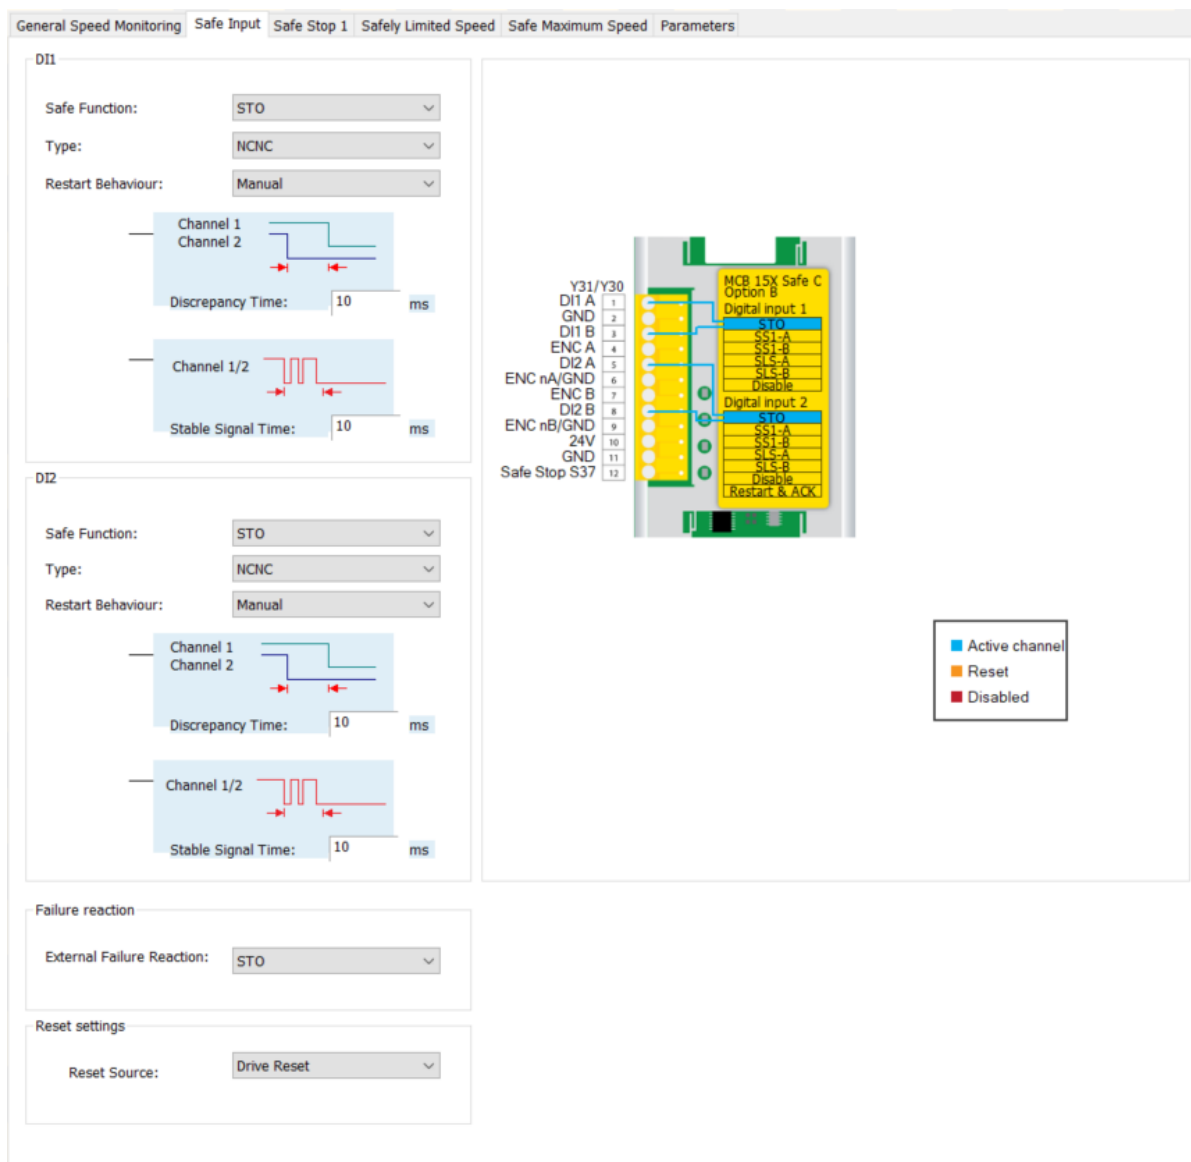 General Speed Monitoring Safe Input Safe Stop 1 Safely Limited Speed Safe Maximum Speed Parameters
DI1
Safe Function: STO
Type: NCNC
Restart Behaviour: Manual
Channel 1
Channel 2
Discrepancy Time: 10 ms
Channel 1/2
Stable Signal Time: 10 ms
DI2
Safe Function: STO
Type: NCNC
Restart Behaviour: Manual
Channel 1
Channel 2
Discrepancy Time: 10 ms
Channel 1/2
Stable Signal Time: 10 ms
Failure reaction
External Failure Reaction: STO
Reset settings
Reset Source: Drive Reset
Y31/Y30
DI1 A 1
GND 2
DI1 B 3
ENC A 4
DI2 A 5
ENC nA/GND 6
ENC B 7
DI2 B 8
ENC nB/GND 9
24V 10
GND 11
Safe Stop S37 12
MCB 15X Safe C
Option B
Digital input 1
STO
SS1-A
SS1-B
SLS-A
SLS-B
Disable
Digital input 2
STO
SS1-A
SS1-B
SLS-A
SLS-B
Disable
Restart & ACK
Active channel
Reset
Disabled